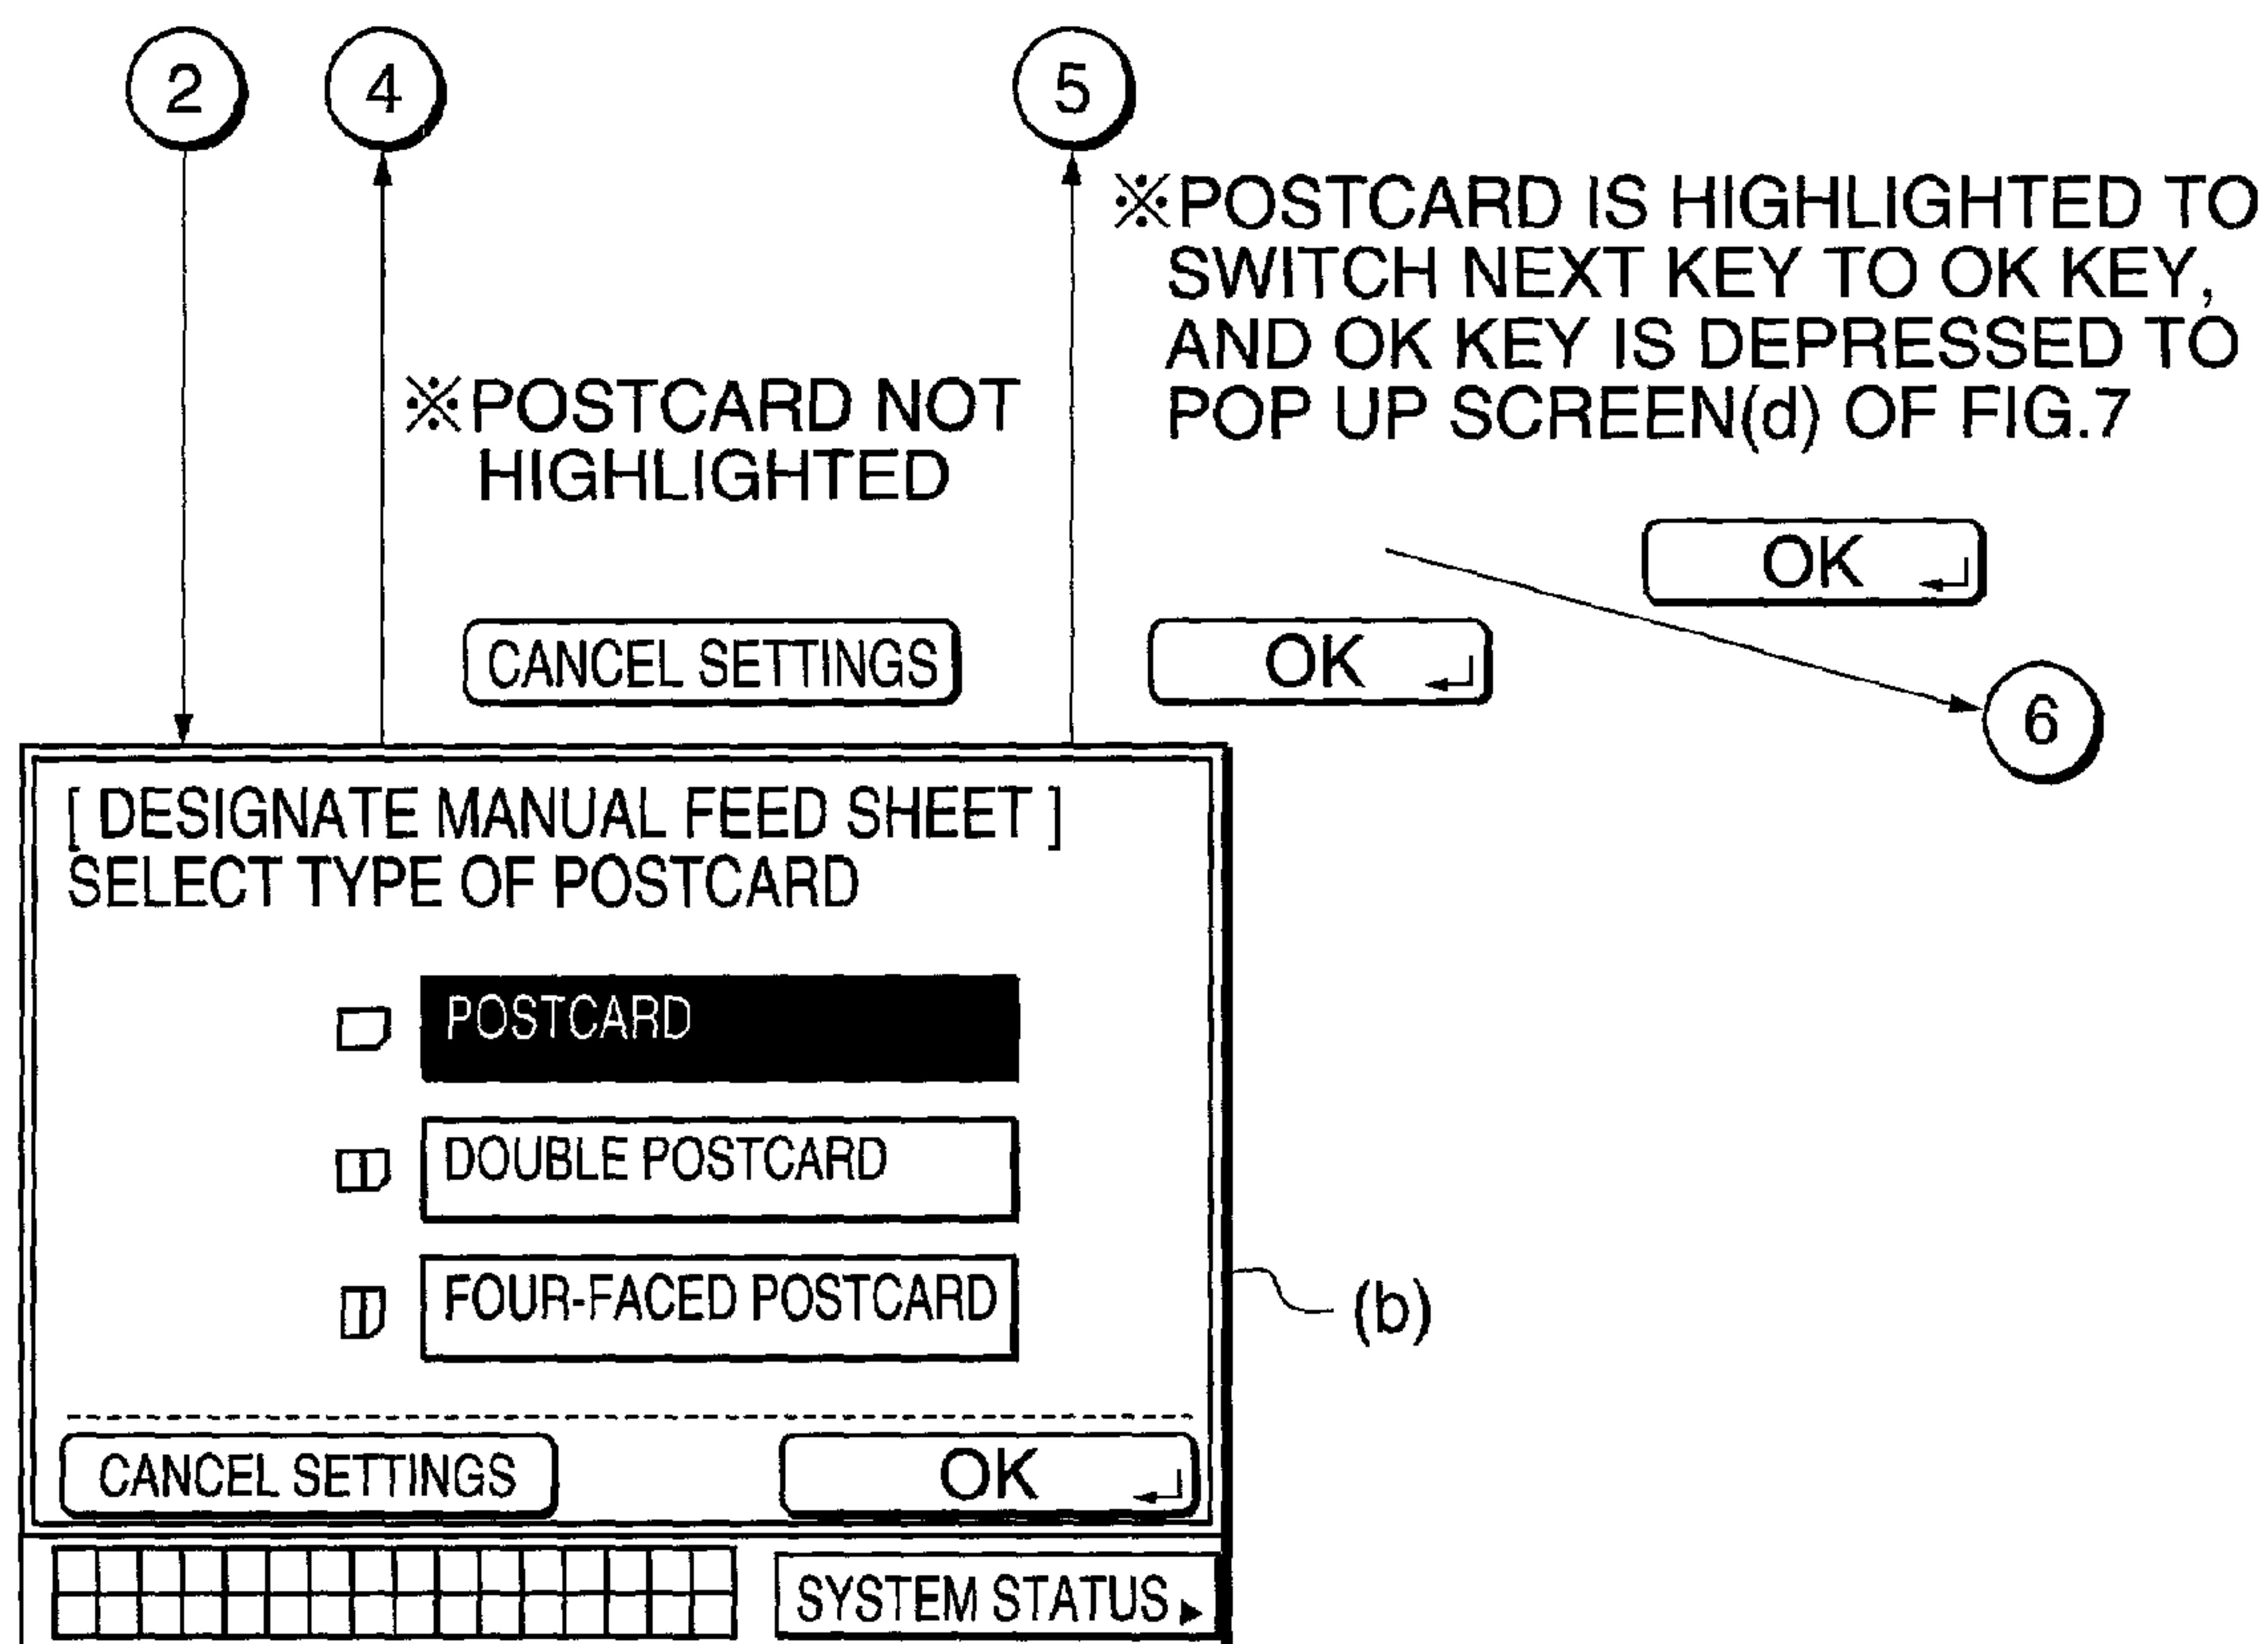 2
4
5
※POSTCARD IS HIGHLIGHTED TO
SWITCH NEXT KEY TO OK KEY,
AND OK KEY IS DEPRESSED TO
POP UP SCREEN(d) OF FIG.7
※POSTCARD NOT
HIGHLIGHTED
OK
CANCEL SETTINGS
OK
6
[ DESIGNATE MANUAL FEED SHEET ]
SELECT TYPE OF POSTCARD
POSTCARD
DOUBLE POSTCARD
FOUR-FACED POSTCARD
(b)
CANCEL SETTINGS
OK
SYSTEM STATUS